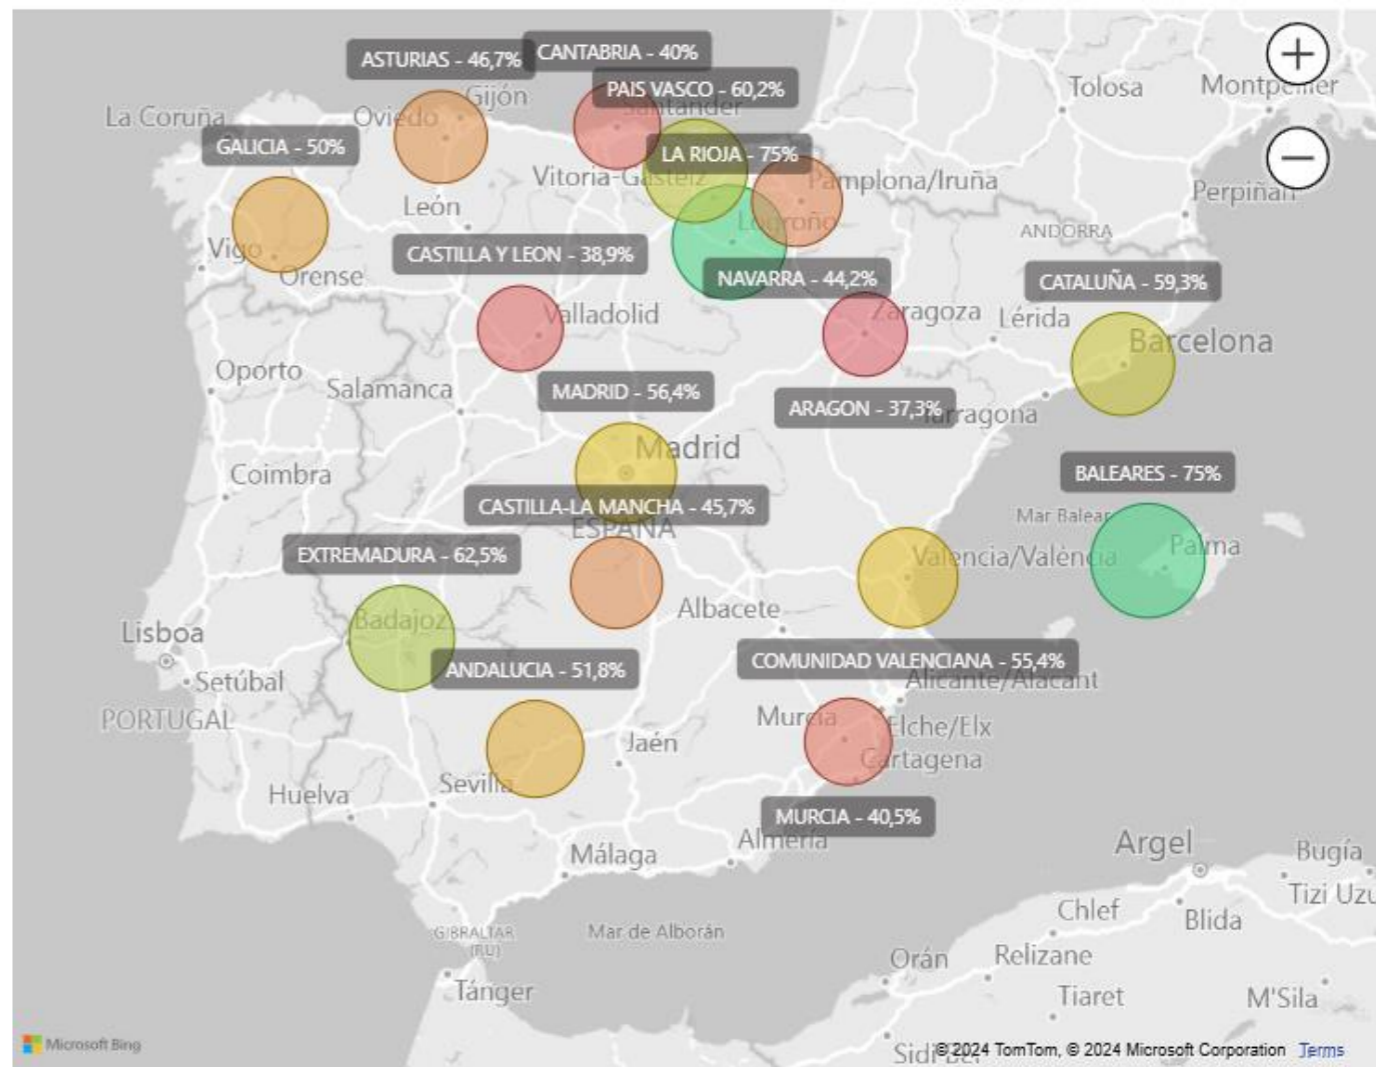 ASTURIAS - 46,7%
CANTABRIA - 40%
PAIS VASCO - 60,2%
Tolosa
Montpellier
La Coruña
Oviedo
Gijón
Santander
GALICIA - 50%
LA RIOJA - 75%
Vitoria-Gasteiz
Pamplona/Iruña
Perpiñan
León
Logroño
ANDORRA
Vigo
Orense
CASTILLA Y LEON - 38,9%
NAVARRA - 44,2%
CATALUÑA - 59,3%
Valladolid
Zaragoza
Lérida
Barcelona
Oporto
Salamanca
MADRID - 56,4%
ARAGON - 37,3%
Tarragona
Madrid
Coimbra
BALEARES - 75%
CASTILLA-LA MANCHA - 45,7%
ESPAÑA
Mar Balear
EXTREMADURA - 62,5%
Valencia/València
Palma
Badajoz
Albacete
Lisboa
ANDALUCIA - 51,8%
COMUNIDAD VALENCIANA - 55,4%
Setúbal
Alicante/Alacant
PORTUGAL
Murcia
Elche/Elx
Jaén
Cartagena
Sevilla
Huelva
MURCIA - 40,5%
Málaga
Almería
Argel
Bugía
Tizi Uzu
Chlef
Blida
GIBRALTAR
(RU)
Mar de Alborán
Orán
Relizane
Tánger
Tiaret
M'Sila
Microsoft Bing
Sidi Bel
© 2024 TomTom, © 2024 Microsoft Corporation Terms